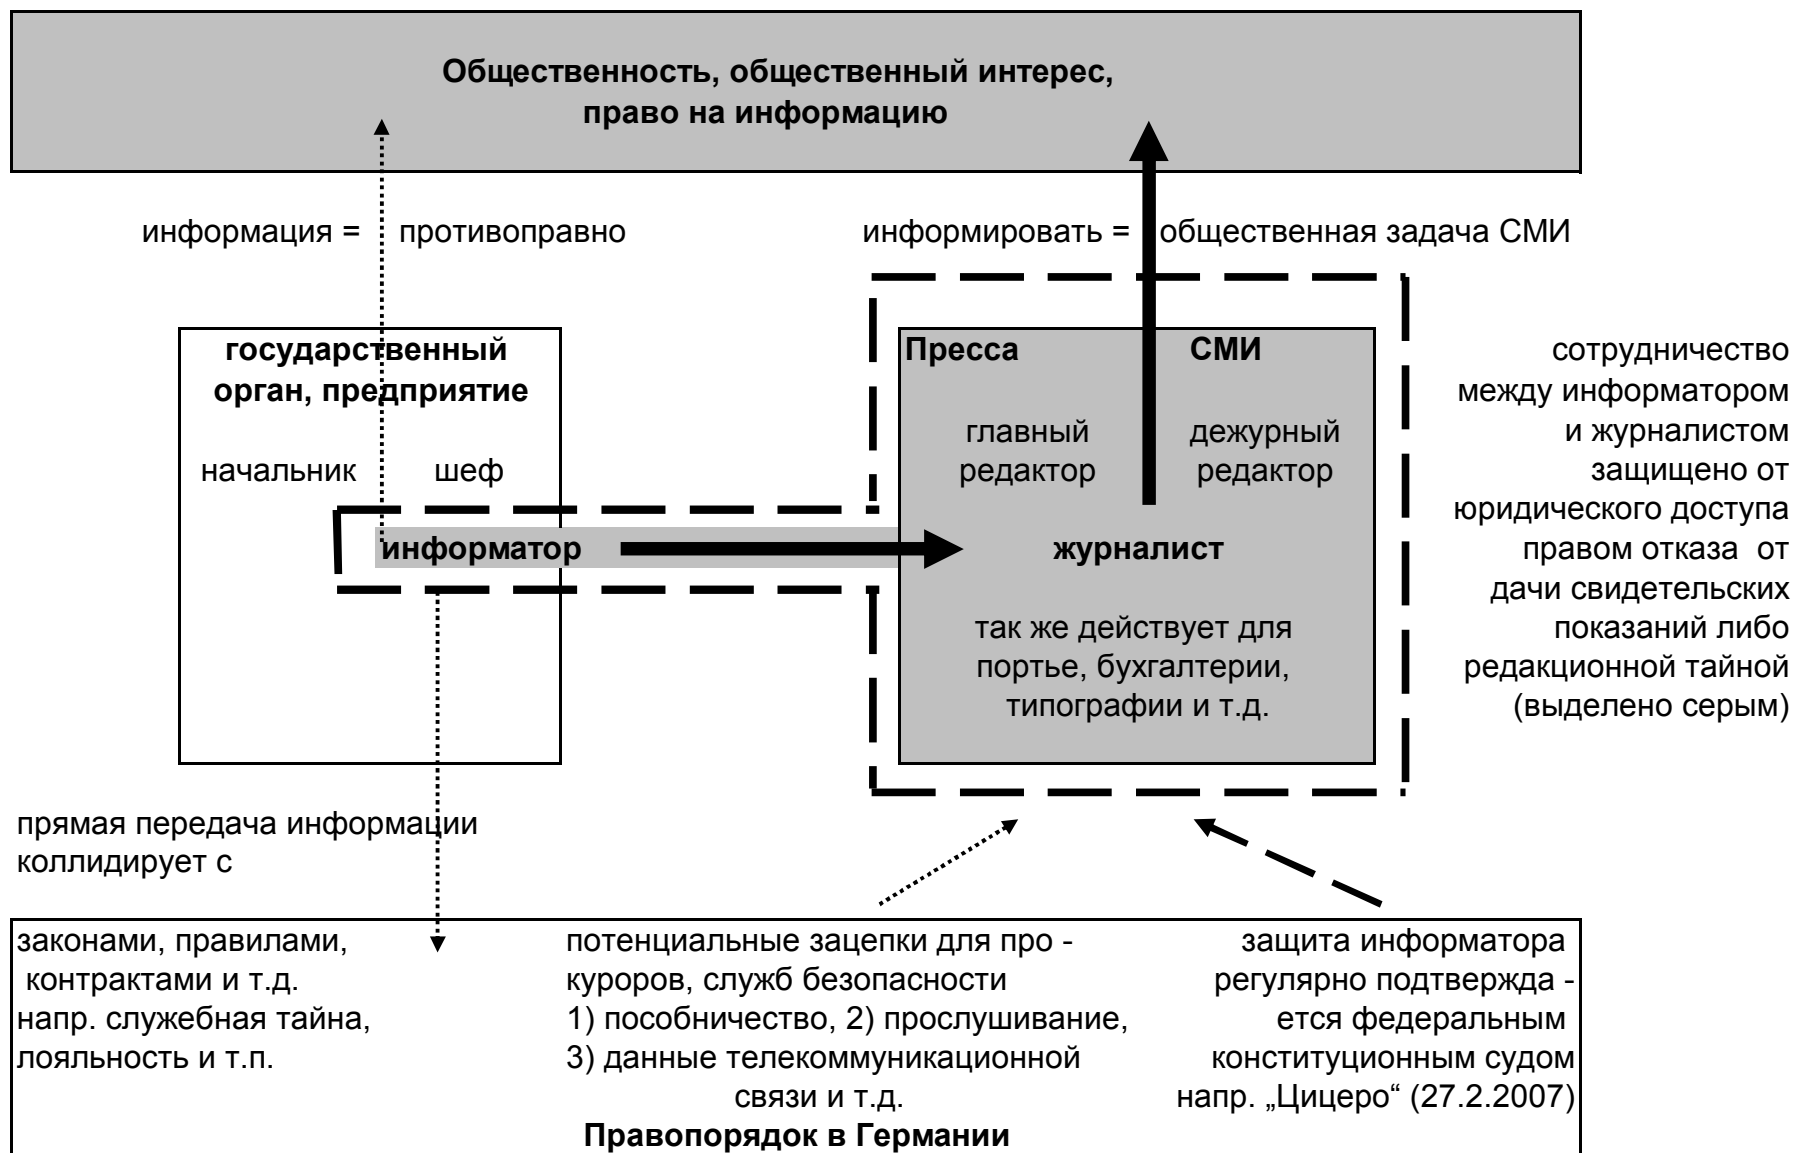 Общественность, общественный интерес,
право на информацию
информация = противоправно
информировать = общественная задача СМИ
государственный
орган, предприятие
начальник шеф
информатор
Пресса СМИ
главный
редактор
дежурный
редактор
журналист
так же действует для
портье, бухгалтерии,
типографии и т.д.
сотрудничество
между информатором
и журналистом
защищено от
юридического доступа
правом отказа от
дачи свидетельских
показаний либо
редакционной тайной
(выделено серым)
прямая передача информации
коллидирует с
законами, правилами,
контрактами и т.д.
напр. служебная тайна,
лояльность и т.п.
потенциальные зацепки для про -
куроров, служб безопасности
1) пособничество, 2) прослушивание,
3) данные телекоммуникационной
связи и т.д.
защита информатора
регулярно подтвержда -
ется федеральным
конституционным судом
напр. „Цицеро“ (27.2.2007)
Правопорядок в Германии